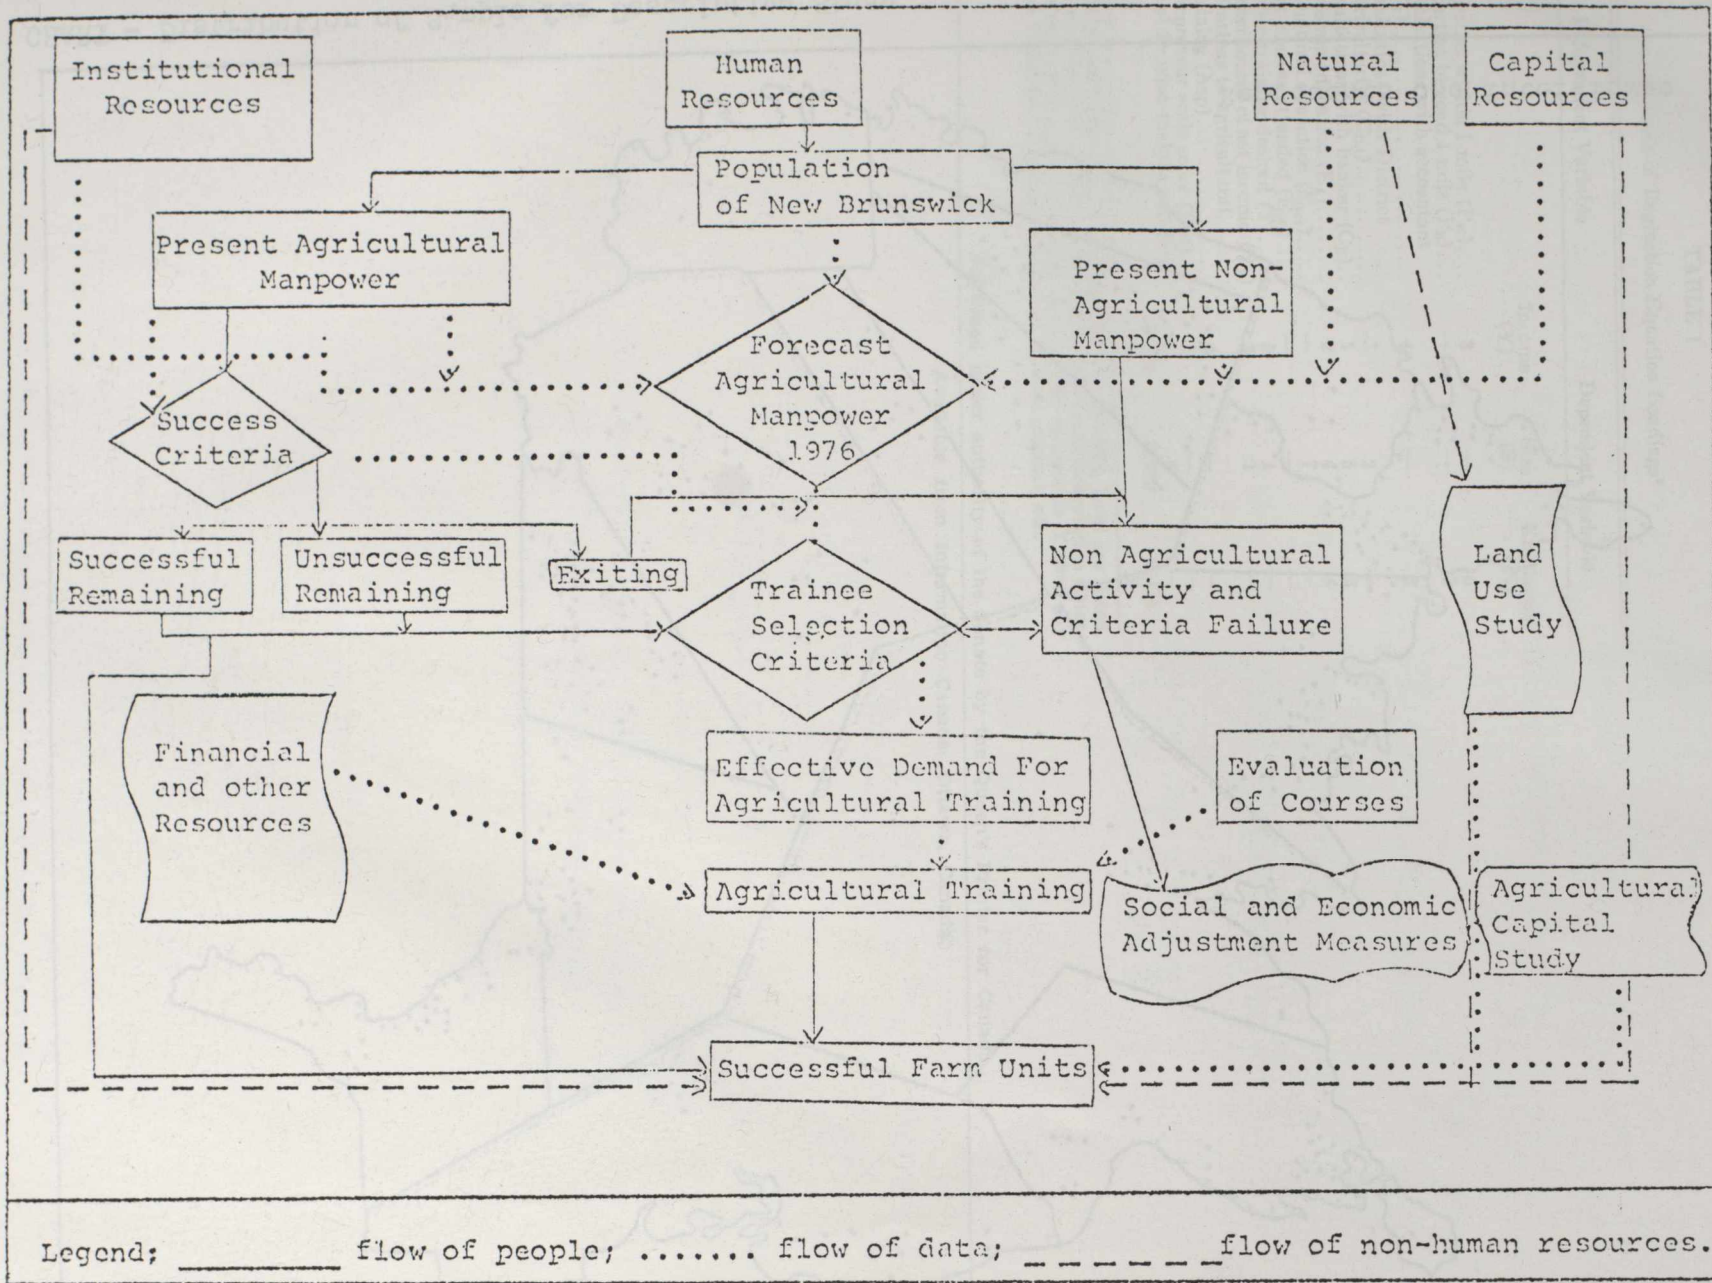 Institutional
Resources
Human
Resources
Natural
Resources
Capital
Resources
Population
of New Brunswick
Present Agricultural
Manpower
Present Non-
Agricultural
Manpower
Forecast
Agricultural
Manpower
1976
Success
Criteria
Successful
Remaining
Unsuccessful
Remaining
Exiting
Trainee
Selection
Criteria
Non Agricultural
Activity and
Criteria Failure
Land
Use
Study
Financial
and other
Resources
Effective Demand For
Agricultural Training
Evaluation
of Courses
Agricultural Training
Social and Economic
Adjustment Measures
Agricultural
Capital
Study
Successful Farm Units
Legend; flow of people; ....... flow of data; flow of non-human resources.